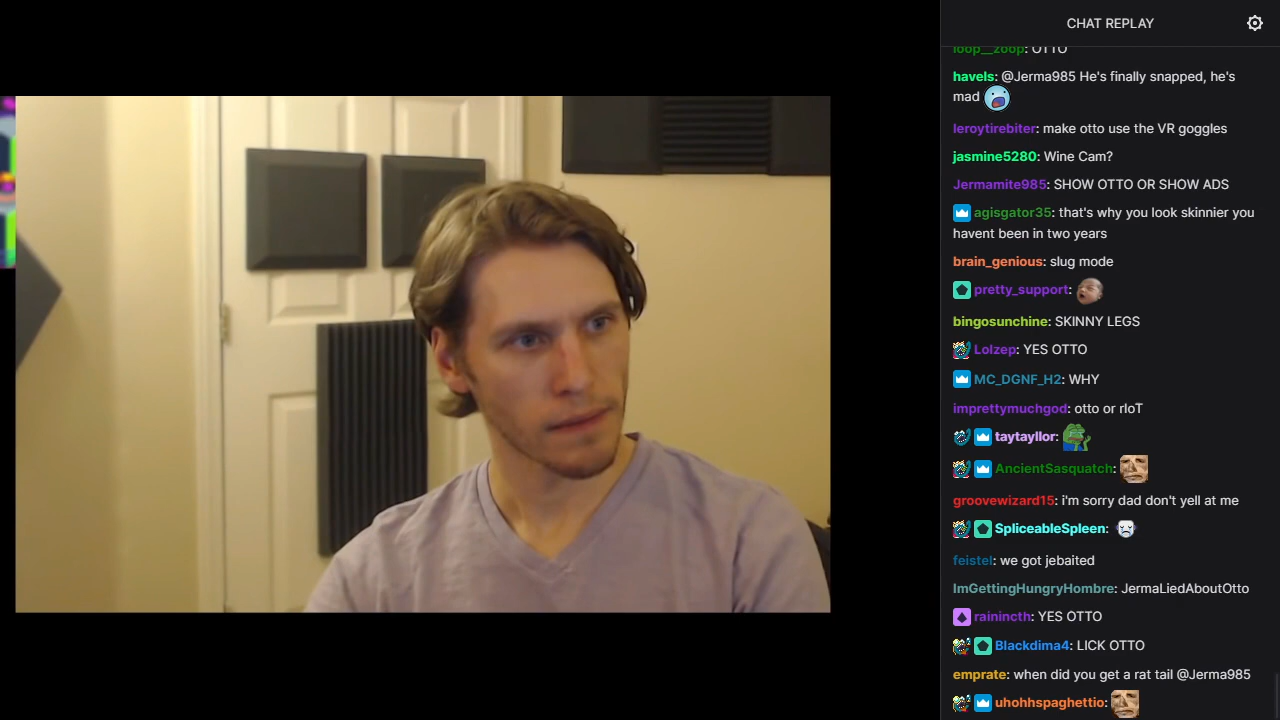 CHAT REPLAY
loop__zoop: OTTO
havels: @Jerma985 He's finally snapped, he's
mad
leroytirebiter: make otto use the VR goggles
jasmine5280: Wine Cam?
Jermamite985: SHOW OTTO OR SHOW ADS
agisgator35: that's why you look skinnier you
havent been in two years
brain_genious: slug mode
pretty_support:
bingosunchine: SKINNY LEGS
Lolzep: YES OTTO
MC_DGNF_H2: WHY
imprettymuchgod: otto or rIoT
taytayllor:
AncientSasquatch:
groovewizard15: i'm sorry dad don't yell at me
SpliceableSpleen:
feistel: we got jebaited
ImGettingHungryHombre: JermaLiedAboutOtto
rainincth: YES OTTO
Blackdima4: LICK OTTO
emprate: when did you get a rat tail @Jerma985
uhohhspaghettio: